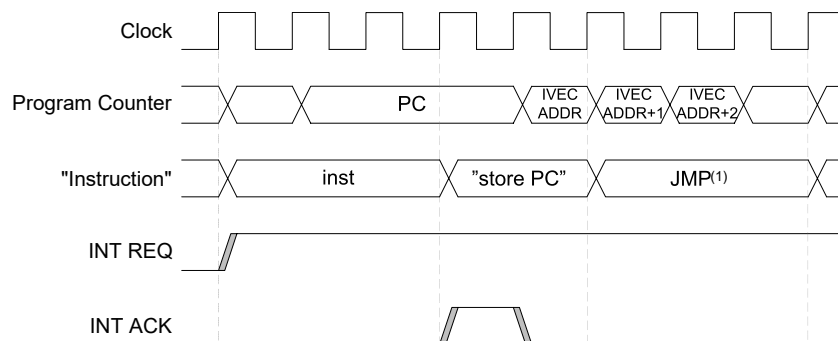 Clock
Program Counter PC IVEC ADDR IVEC ADDR+1 IVEC ADDR+2
"Instruction" inst ”store PC” JMP(1)
INT REQ
INT ACK